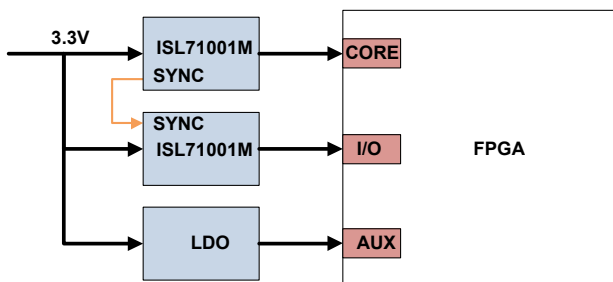 3.3V
ISL71001M
SYNC
CORE
SYNC
ISL71001M
I/O
FPGA
LDO
AUX